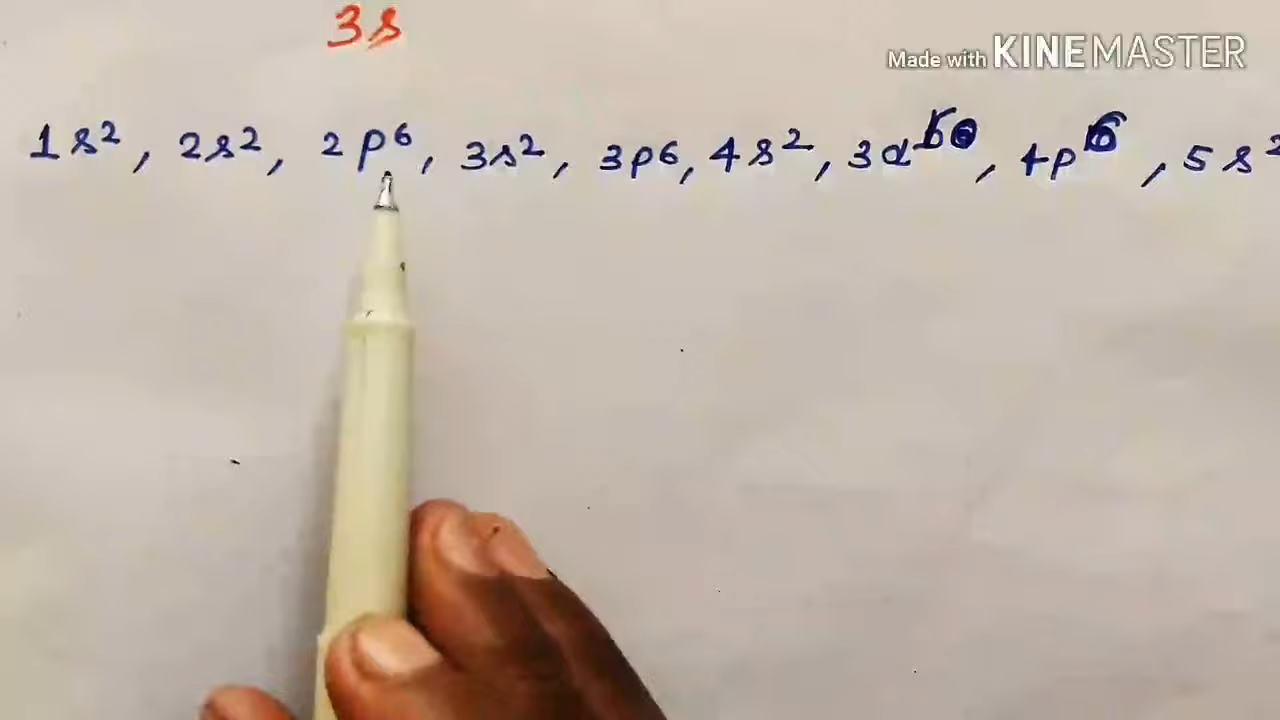 3s
Made with KINEMASTER
1s², 2s², 2p⁶, 3s², 3p6, 4s², 3d¹⁰, 4p⁶, 5s²